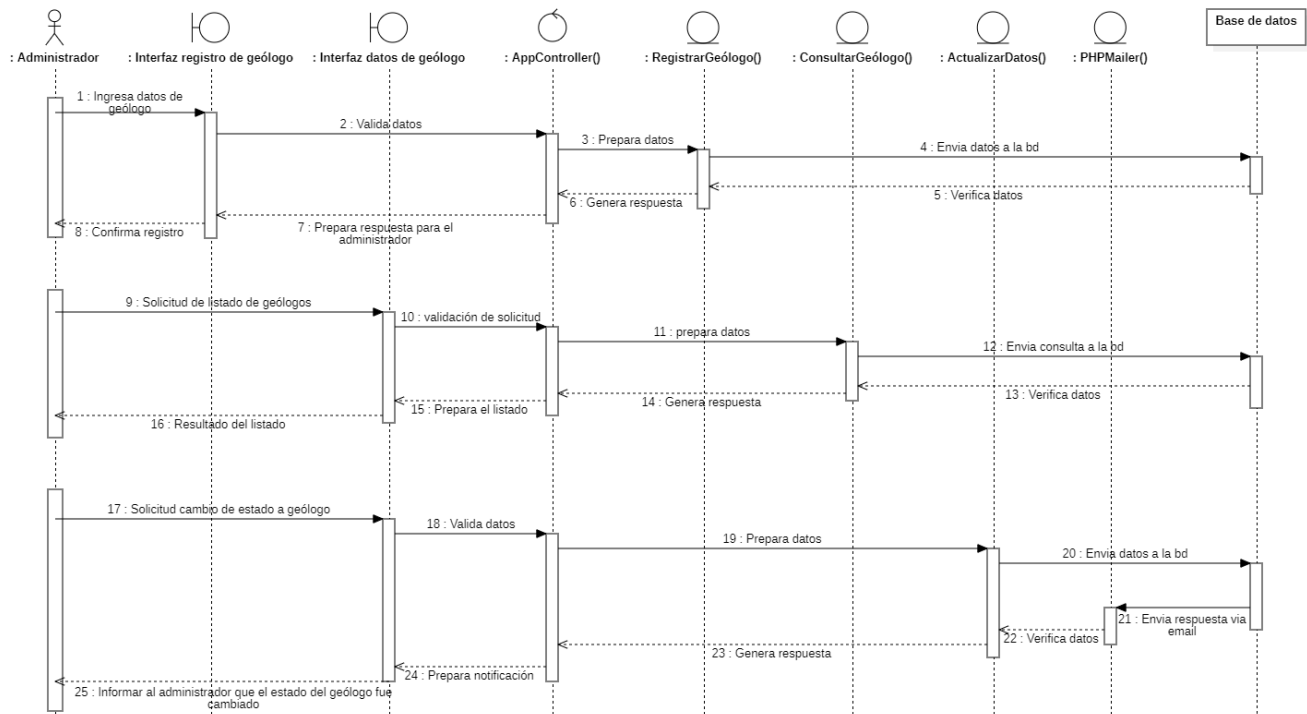 Base de datos
: Administrador
: Interfaz registro de geólogo
: Interfaz datos de geólogo
: AppController()
: RegistrarGeólogo()
: ConsultarGeólogo()
: ActualizarDatos()
: PHPMailer()
1 : Ingresa datos de
geólogo
2 : Valida datos
3 : Prepara datos
4 : Envia datos a la bd
5 : Verifica datos
6 : Genera respuesta
7 : Prepara respuesta para el
administrador
8 : Confirma registro
9 : Solicitud de listado de geólogos
10 : validación de solicitud
11 : prepara datos
12 : Envia consulta a la bd
13 : Verifica datos
14 : Genera respuesta
15 : Prepara el listado
16 : Resultado del listado
17 : Solicitud cambio de estado a geólogo
18 : Valida datos
19 : Prepara datos
20 : Envia datos a la bd
21 : Envia respuesta via
email
22 : Verifica datos
23 : Genera respuesta
24 : Prepara notificación
25 : Informar al administrador que el estado del geólogo fue
cambiado